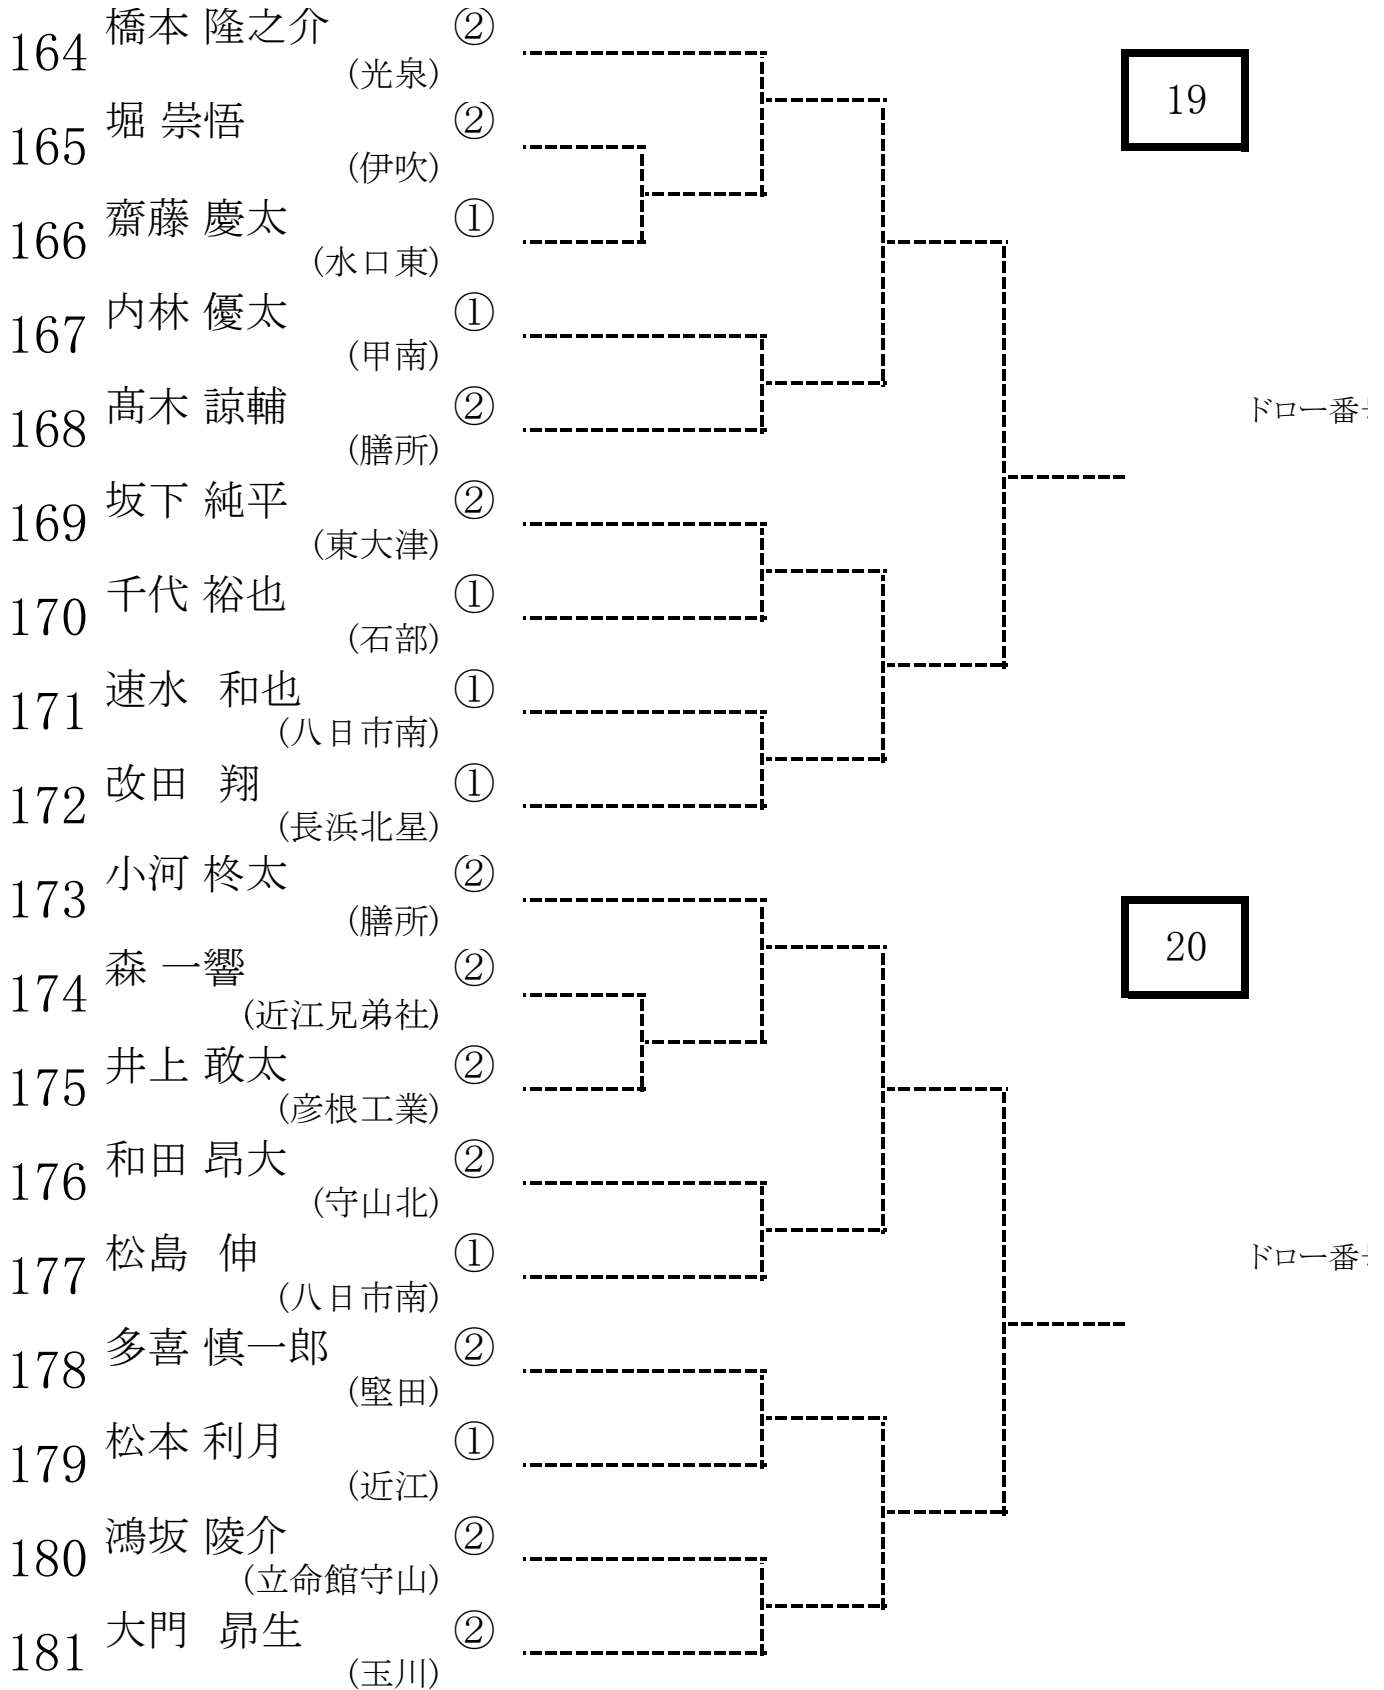 164 橋本 隆之介 ②
(光泉)
19
165 堀 崇悟 ②
(伊吹)
166 齋藤 慶太 ①
(水口東)
167 内林 優太 ①
(甲南)
168 髙木 諒輔 ②
(膳所)
ドロー番
169 坂下 純平 ②
(東大津)
170 千代 裕也 ①
(石部)
171 速水 和也 ①
(八日市南)
172 改田 翔 ①
(長浜北星)
173 小河 柊太 ②
(膳所)
20
174 森 一響 ②
(近江兄弟社)
175 井上 敢太 ②
(彦根工業)
176 和田 昂大 ②
(守山北)
177 松島 伸 ①
(八日市南)
ドロー番
178 多喜 慎一郎 ②
(堅田)
179 松本 利月 ①
(近江)
180 鴻坂 陵介 ②
(立命館守山)
181 大門 昴生 ②
(玉川)